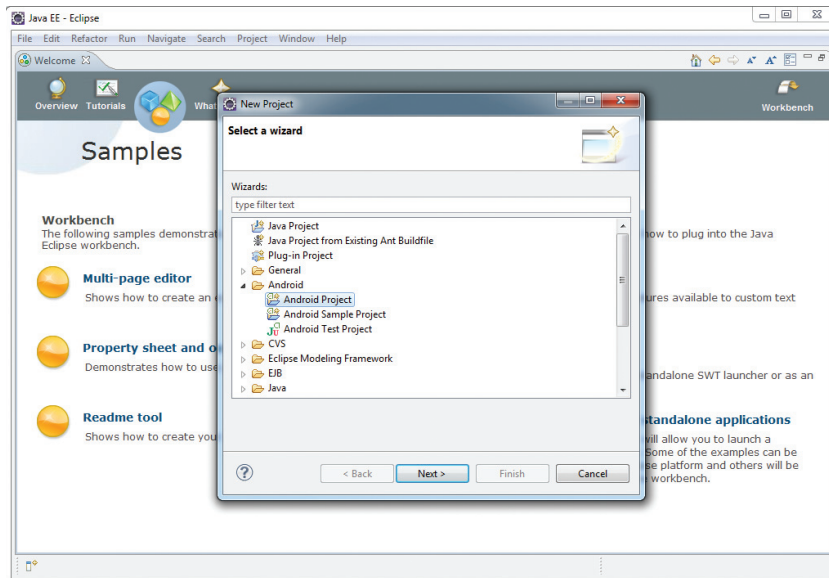 Java EE - Eclipse
File Edit Refactor Run Navigate Search Project Window Help
Welcome
Overview Tutorials What
Workbench
New Project
Samples
Select a wizard
Wizards:
type filter text
Workbench
The following samples demonstrat
Eclipse workbench.
how to plug into the Java
Java Project
Java Project from Existing Ant Buildfile
Plug-in Project
General
Android
Android Project
Android Sample Project
Android Test Project
CVS
Eclipse Modeling Framework
EJB
Java
Multi-page editor
Shows how to create an
ures available to custom text
Property sheet and o
Demonstrates how to use
andalone SWT launcher or as an
Readme tool
Shows how to create you
standalone applications
will allow you to launch a
Some of the examples can be
se platform and others will be
workbench.
? < Back Next > Finish Cancel